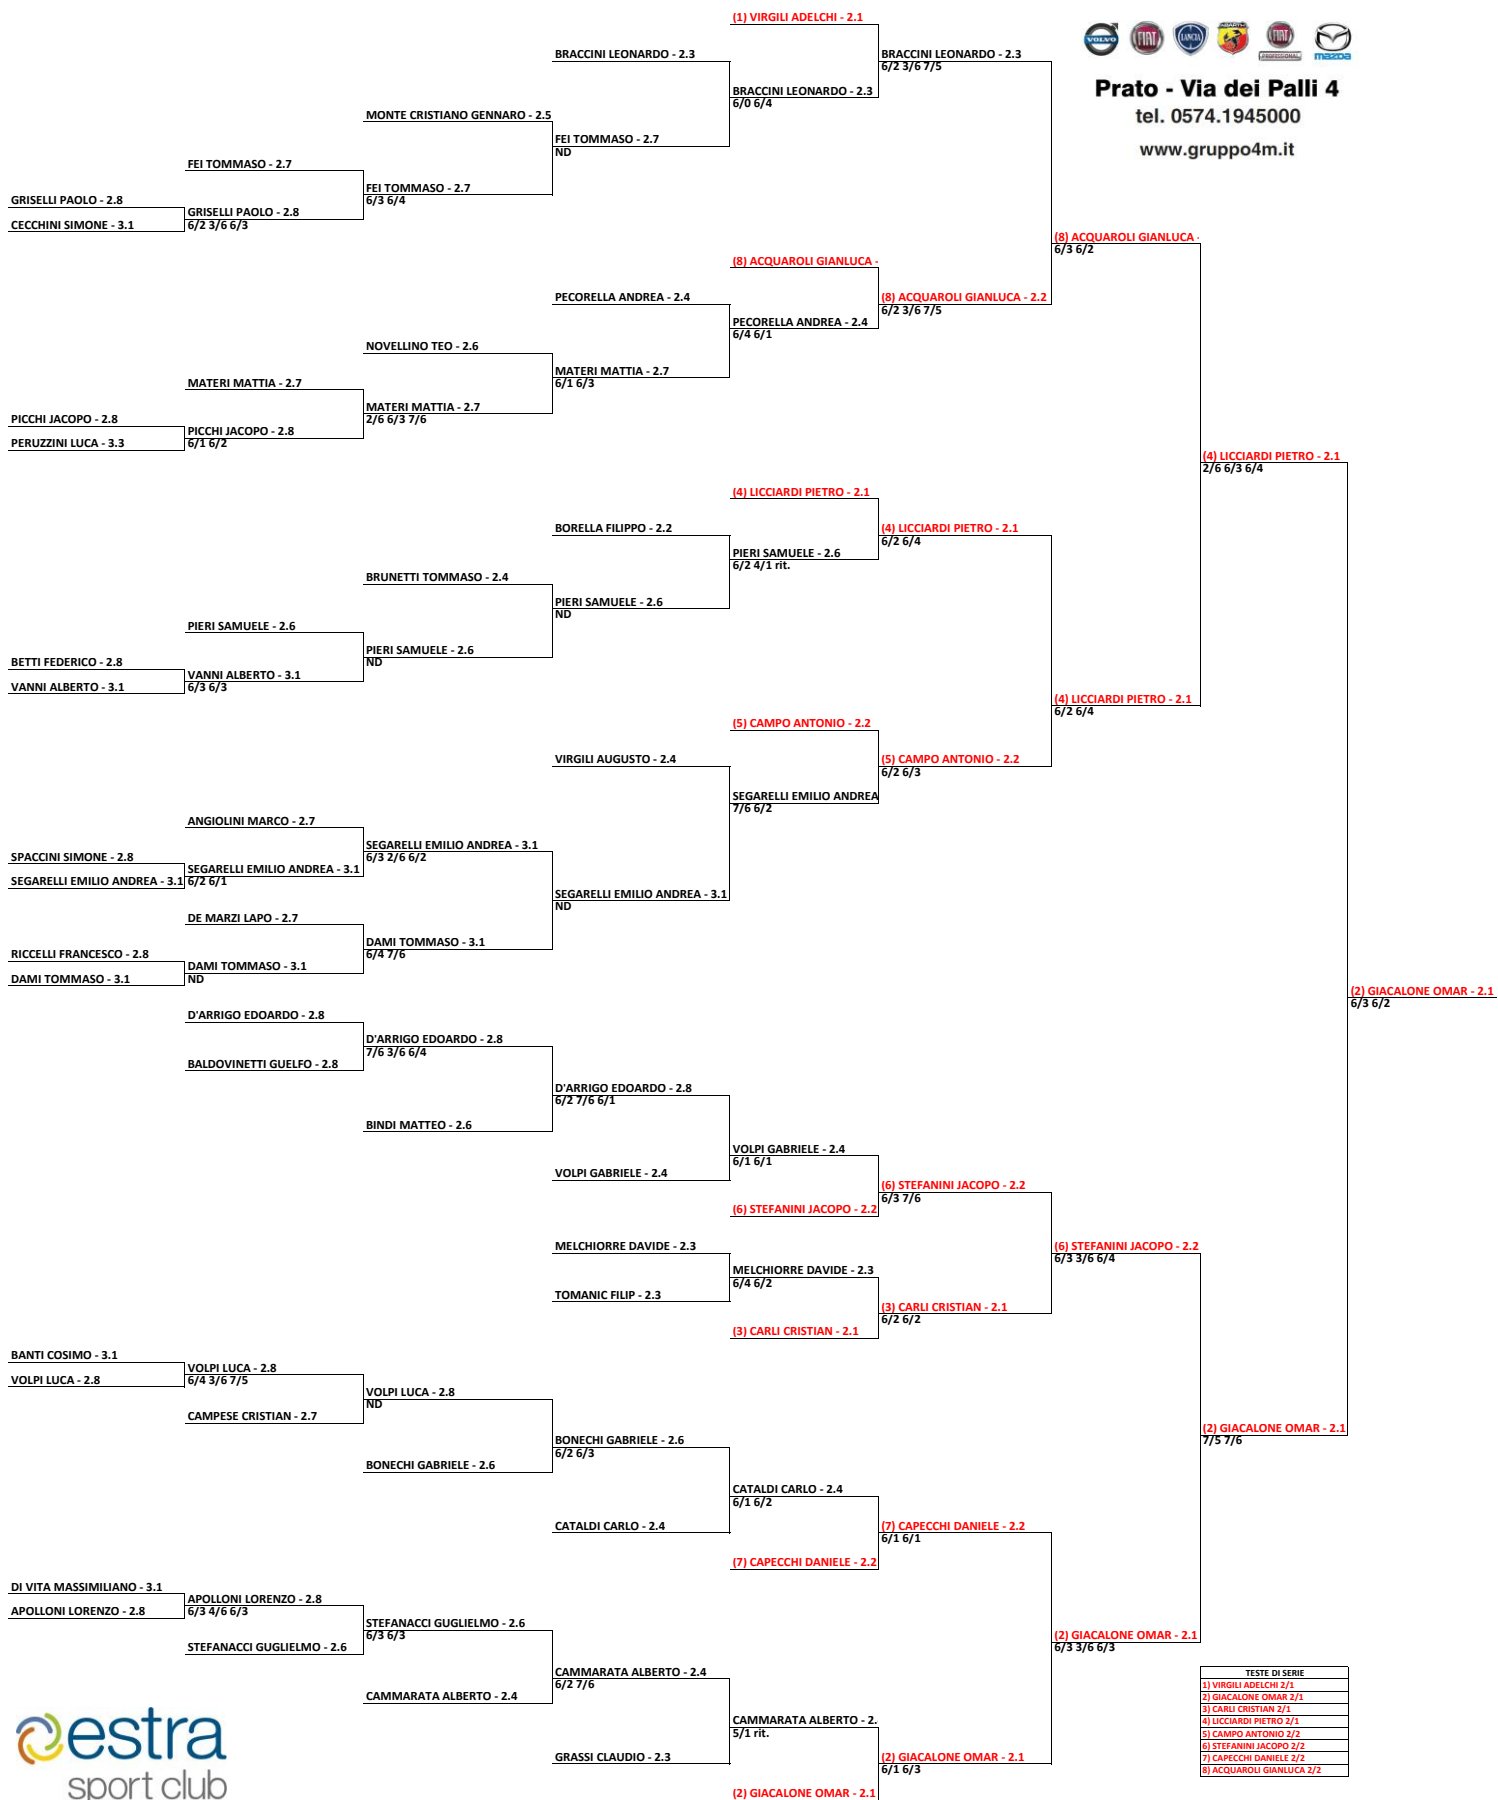 (1) VIRGILI ADELCHI - 2.1
BRACCINI LEONARDO - 2.3
BRACCINI LEONARDO - 2.3
6/2 3/6 7/5
VOLVO
FIAT
LANCIA
ABARTH
FIAT
PROFESSIONAL
mazda
Prato - Via dei Palli 4
tel. 0574.1945000
www.gruppo4m.it
BRACCINI LEONARDO - 2.3
6/0 6/4
MONTE CRISTIANO GENNARO - 2.5
FEI TOMMASO - 2.7
ND
FEI TOMMASO - 2.7
FEI TOMMASO - 2.7
6/3 6/4
GRISELLI PAOLO - 2.8
GRISELLI PAOLO - 2.8
6/2 3/6 6/3
CECCHINI SIMONE - 3.1
(8) ACQUAROLI GIANLUCA -
6/3 6/2
(8) ACQUAROLI GIANLUCA -
PECORELLA ANDREA - 2.4
(8) ACQUAROLI GIANLUCA - 2.2
6/2 3/6 7/5
PECORELLA ANDREA - 2.4
6/4 6/1
NOVELLINO TEO - 2.6
MATERI MATTIA - 2.7
6/1 6/3
MATERI MATTIA - 2.7
MATERI MATTIA - 2.7
2/6 6/3 7/6
PICCHI JACOPO - 2.8
PICCHI JACOPO - 2.8
6/1 6/2
PERUZZINI LUCA - 3.3
(4) LICCIARDI PIETRO - 2.1
2/6 6/3 6/4
(4) LICCIARDI PIETRO - 2.1
BORELLA FILIPPO - 2.2
(4) LICCIARDI PIETRO - 2.1
6/2 6/4
PIERI SAMUELE - 2.6
6/2 4/1 rit.
BRUNETTI TOMMASO - 2.4
PIERI SAMUELE - 2.6
ND
PIERI SAMUELE - 2.6
PIERI SAMUELE - 2.6
ND
BETTI FEDERICO - 2.8
VANNI ALBERTO - 3.1
6/3 6/3
VANNI ALBERTO - 3.1
(4) LICCIARDI PIETRO - 2.1
6/2 6/4
(5) CAMPO ANTONIO - 2.2
VIRGILI AUGUSTO - 2.4
(5) CAMPO ANTONIO - 2.2
6/2 6/3
SEGARELLI EMILIO ANDREA
7/6 6/2
ANGIOLINI MARCO - 2.7
SEGARELLI EMILIO ANDREA - 3.1
6/3 2/6 6/2
SPACCINI SIMONE - 2.8
SEGARELLI EMILIO ANDREA - 3.1
6/2 6/1
SEGARELLI EMILIO ANDREA - 3.1
SEGARELLI EMILIO ANDREA - 3.1
ND
DE MARZI LAPO - 2.7
DAMI TOMMASO - 3.1
6/4 7/6
RICCELLI FRANCESCO - 2.8
DAMI TOMMASO - 3.1
ND
DAMI TOMMASO - 3.1
(2) GIACALONE OMAR - 2.1
6/3 6/2
D'ARRIGO EDOARDO - 2.8
D'ARRIGO EDOARDO - 2.8
7/6 3/6 6/4
BALDOVINETTI GUELFO - 2.8
D'ARRIGO EDOARDO - 2.8
6/2 7/6 6/1
BINDI MATTEO - 2.6
VOLPI GABRIELE - 2.4
6/1 6/1
VOLPI GABRIELE - 2.4
(6) STEFANINI JACOPO - 2.2
6/3 7/6
(6) STEFANINI JACOPO - 2.2
MELCHIORRE DAVIDE - 2.3
(6) STEFANINI JACOPO - 2.2
6/3 3/6 6/4
MELCHIORRE DAVIDE - 2.3
6/4 6/2
TOMANIC FILIP - 2.3
(3) CARLI CRISTIAN - 2.1
6/2 6/2
(3) CARLI CRISTIAN - 2.1
BANTI COSIMO - 3.1
VOLPI LUCA - 2.8
6/4 3/6 7/5
VOLPI LUCA - 2.8
VOLPI LUCA - 2.8
ND
CAMPESE CRISTIAN - 2.7
(2) GIACALONE OMAR - 2.1
7/5 7/6
BONECHI GABRIELE - 2.6
6/2 6/3
BONECHI GABRIELE - 2.6
CATALDI CARLO - 2.4
6/1 6/2
CATALDI CARLO - 2.4
(7) CAPECCHI DANIELE - 2.2
6/1 6/1
(7) CAPECCHI DANIELE - 2.2
DI VITA MASSIMILIANO - 3.1
APOLLONI LORENZO - 2.8
6/3 4/6 6/3
APOLLONI LORENZO - 2.8
STEFANACCI GUGLIELMO - 2.6
6/3 6/3
STEFANACCI GUGLIELMO - 2.6
(2) GIACALONE OMAR - 2.1
6/3 3/6 6/3
CAMMARATA ALBERTO - 2.4
6/2 7/6
CAMMARATA ALBERTO - 2.4
CAMMARATA ALBERTO - 2.
5/1 rit.
GRASSI CLAUDIO - 2.3
(2) GIACALONE OMAR - 2.1
6/1 6/3
(2) GIACALONE OMAR - 2.1
TESTE DI SERIE
1) VIRGILI ADELCHI 2/1
2) GIACALONE OMAR 2/1
3) CARLI CRISTIAN 2/1
4) LICCIARDI PIETRO 2/1
5) CAMPO ANTONIO 2/2
6) STEFANINI JACOPO 2/2
7) CAPECCHI DANIELE 2/2
8) ACQUAROLI GIANLUCA 2/2
estra
sport club